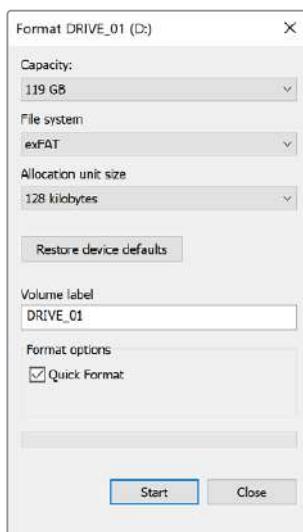 Format DRIVE_01 (D:)
Capacity:
119 GB
File system
exFAT
Allocation unit size
128 kilobytes
Restore device defaults
Volume label
DRIVE_01
Format options
Quick Format
Start Close